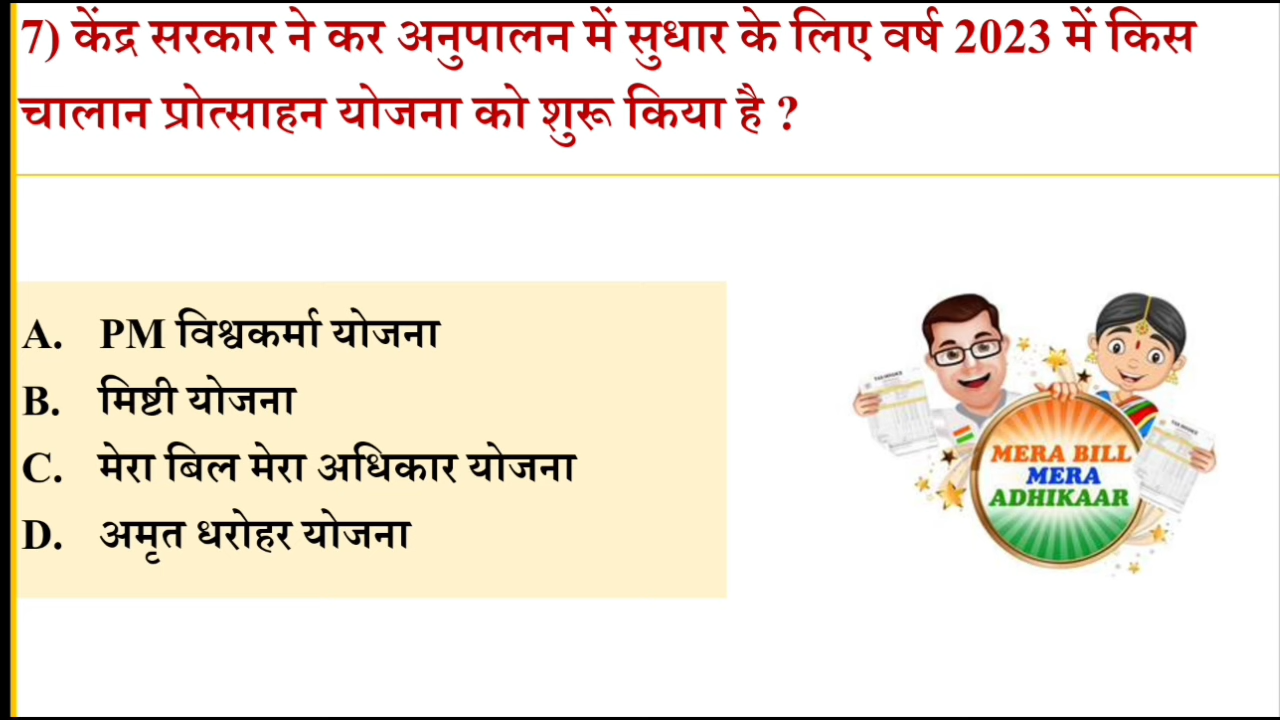 7) केंद्र सरकार ने कर अनुपालन में सुधार के लिए वर्ष 2023 में किस
चालान प्रोत्साहन योजना को शुरू किया है ?
A. PM विश्वकर्मा योजना
B. मिष्टी योजना
C. मेरा बिल मेरा अधिकार योजना
D. अमृत धरोहर योजना
MERA BILL
MERA
ADHIKAAR